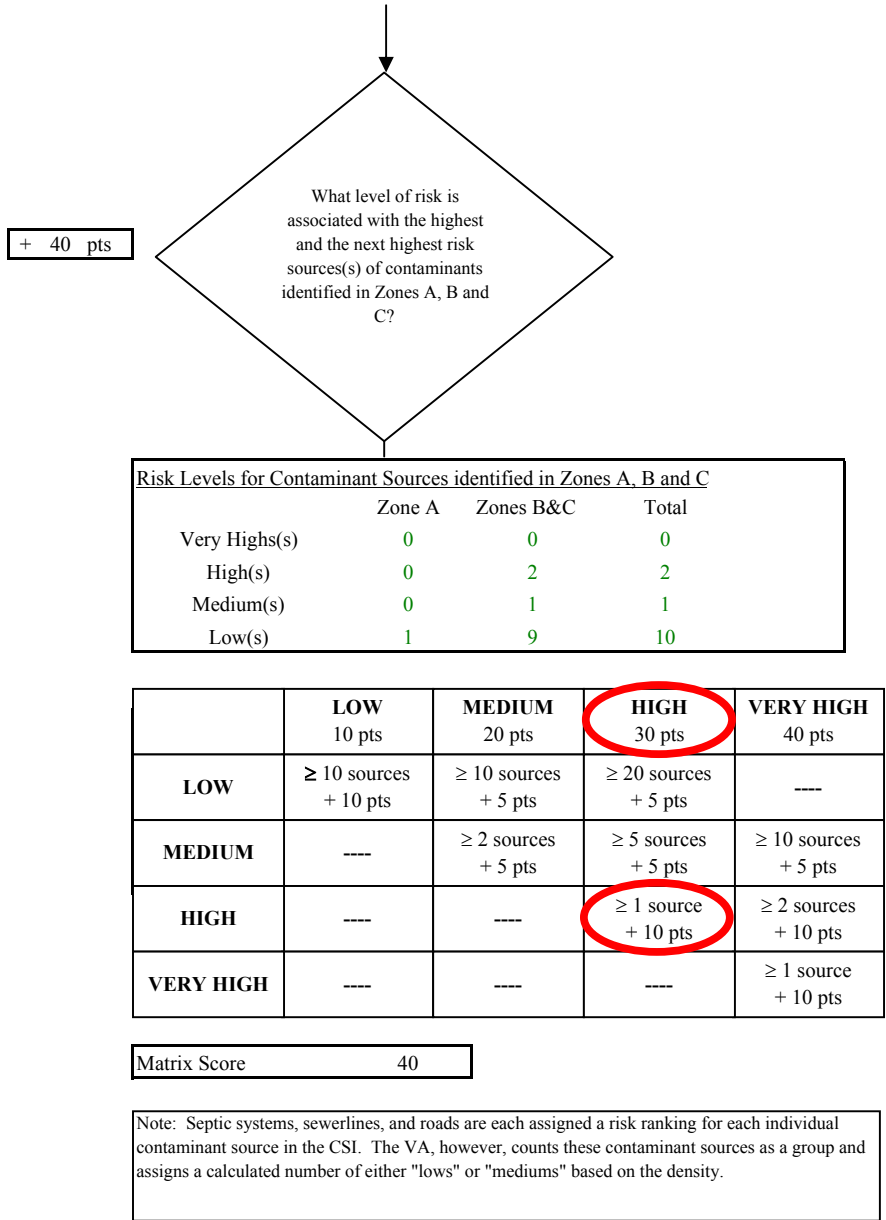 What level of risk is
associated with the highest
and the next highest risk
sources(s) of contaminants
identified in Zones A, B and
C?
+ 40 pts
Risk Levels for Contaminant Sources identified in Zones A, B and C
Zone A Zones B&C Total
Very Highs(s) 0 0 0
High(s) 0 2 2
Medium(s) 0 1 1
Low(s) 1 9 10
LOW MEDIUM HIGH VERY HIGH
10 pts 20 pts 30 pts 40 pts
LOW ≥ 10 sources ≥ 10 sources ≥ 20 sources ----
+ 10 pts + 5 pts + 5 pts
MEDIUM ---- ≥ 2 sources ≥ 5 sources ≥ 10 sources
+ 5 pts + 5 pts + 5 pts
HIGH ---- ---- ≥ 1 source ≥ 2 sources
+ 10 pts + 10 pts
VERY HIGH ---- ---- ---- ≥ 1 source
+ 10 pts
Matrix Score 40
Note: Septic systems, sewerlines, and roads are each assigned a risk ranking for each individual
contaminant source in the CSI. The VA, however, counts these contaminant sources as a group and
assigns a calculated number of either "lows" or "mediums" based on the density.